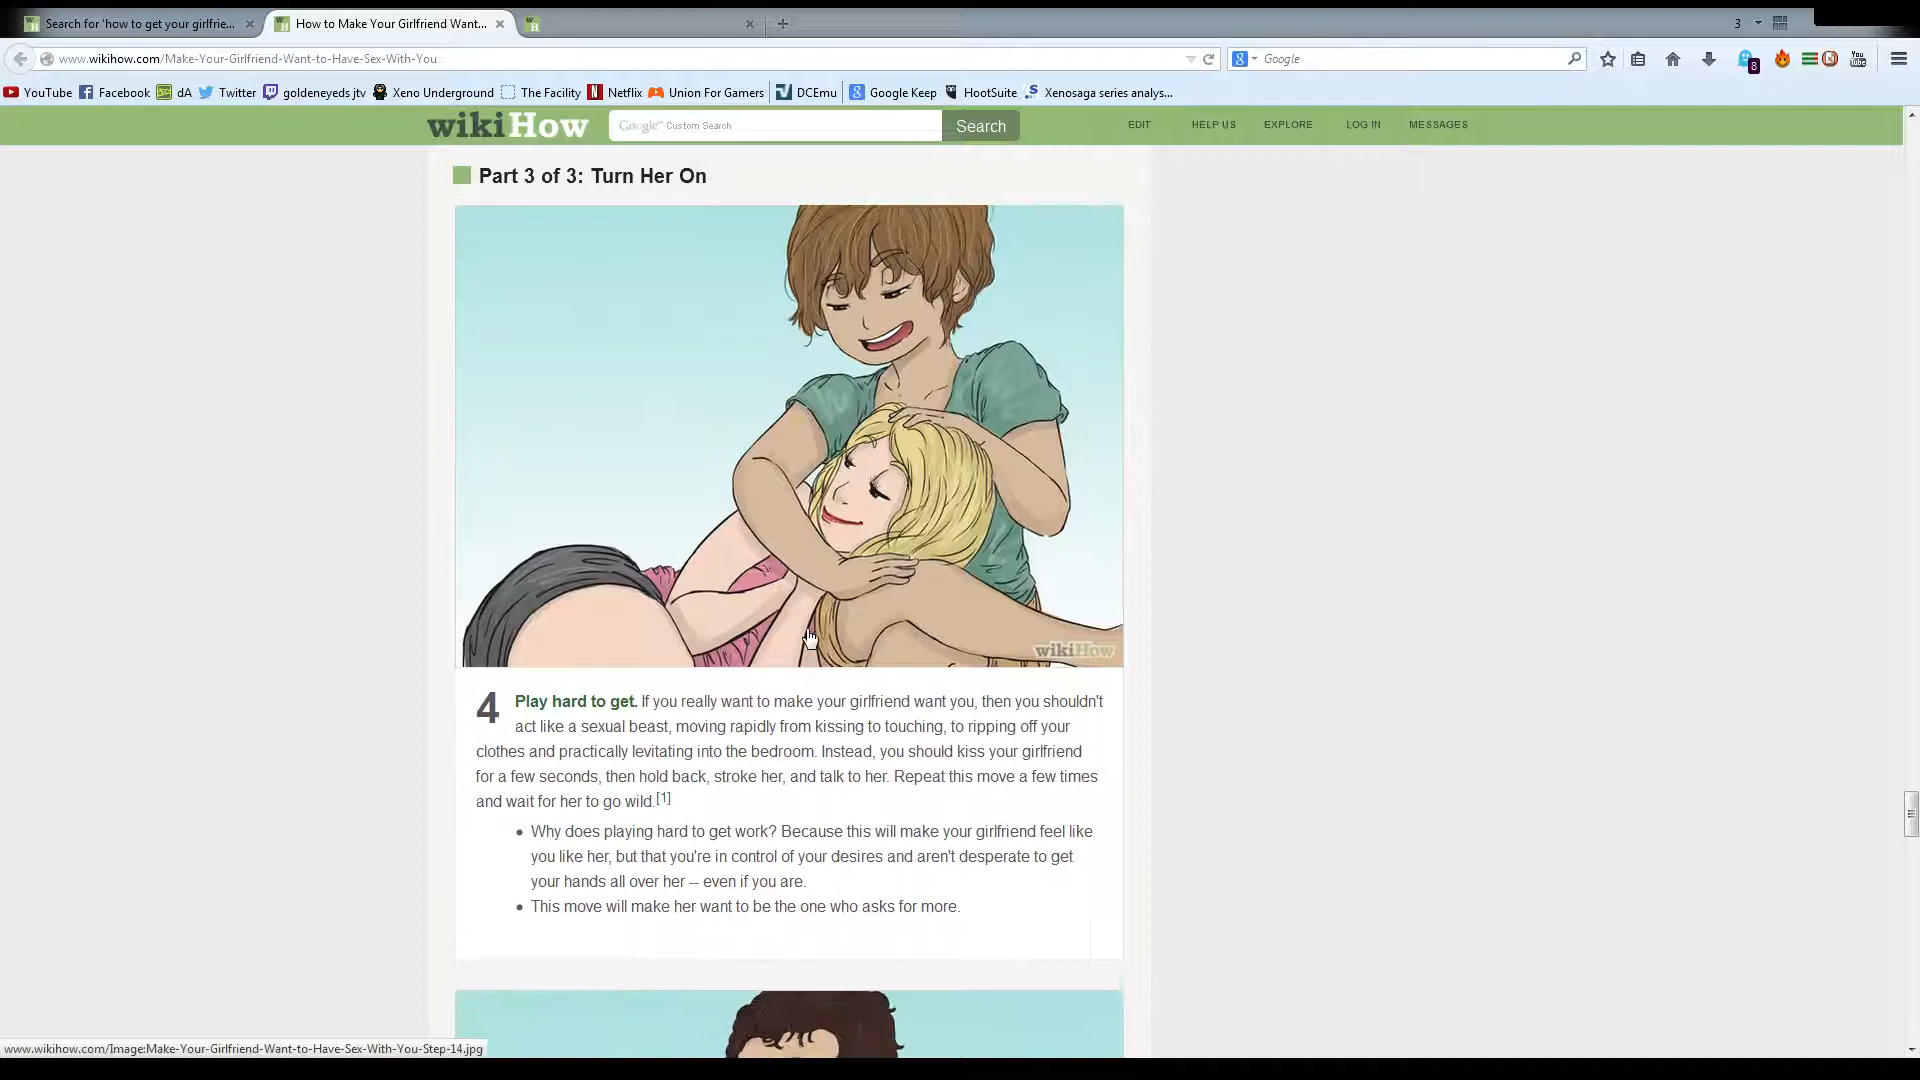 Search for 'how to get your girlfrie...
How to Make Your Girlfriend Want...
3
www.wikihow.com/Make-Your-Girlfriend-Want-to-Have-Sex-With-You
Google
8
YouTube Facebook dA Twitter goldeneyeds jtv Xeno Underground The Facility Netflix Union For Gamers DCEmu Google Keep HootSuite Xenosaga series analys...
wikiHow
Google™ Custom Search
Search
EDIT HELP US EXPLORE LOG IN MESSAGES
Part 3 of 3: Turn Her On
wikiHow
4 Play hard to get. If you really want to make your girlfriend want you, then you shouldn't
act like a sexual beast, moving rapidly from kissing to touching, to ripping off your
clothes and practically levitating into the bedroom. Instead, you should kiss your girlfriend
for a few seconds, then hold back, stroke her, and talk to her. Repeat this move a few times
and wait for her to go wild.[1]
• Why does playing hard to get work? Because this will make your girlfriend feel like
you like her, but that you're in control of your desires and aren't desperate to get
your hands all over her -- even if you are.
• This move will make her want to be the one who asks for more.
www.wikihow.com/Image:Make-Your-Girlfriend-Want-to-Have-Sex-With-You-Step-14.jpg